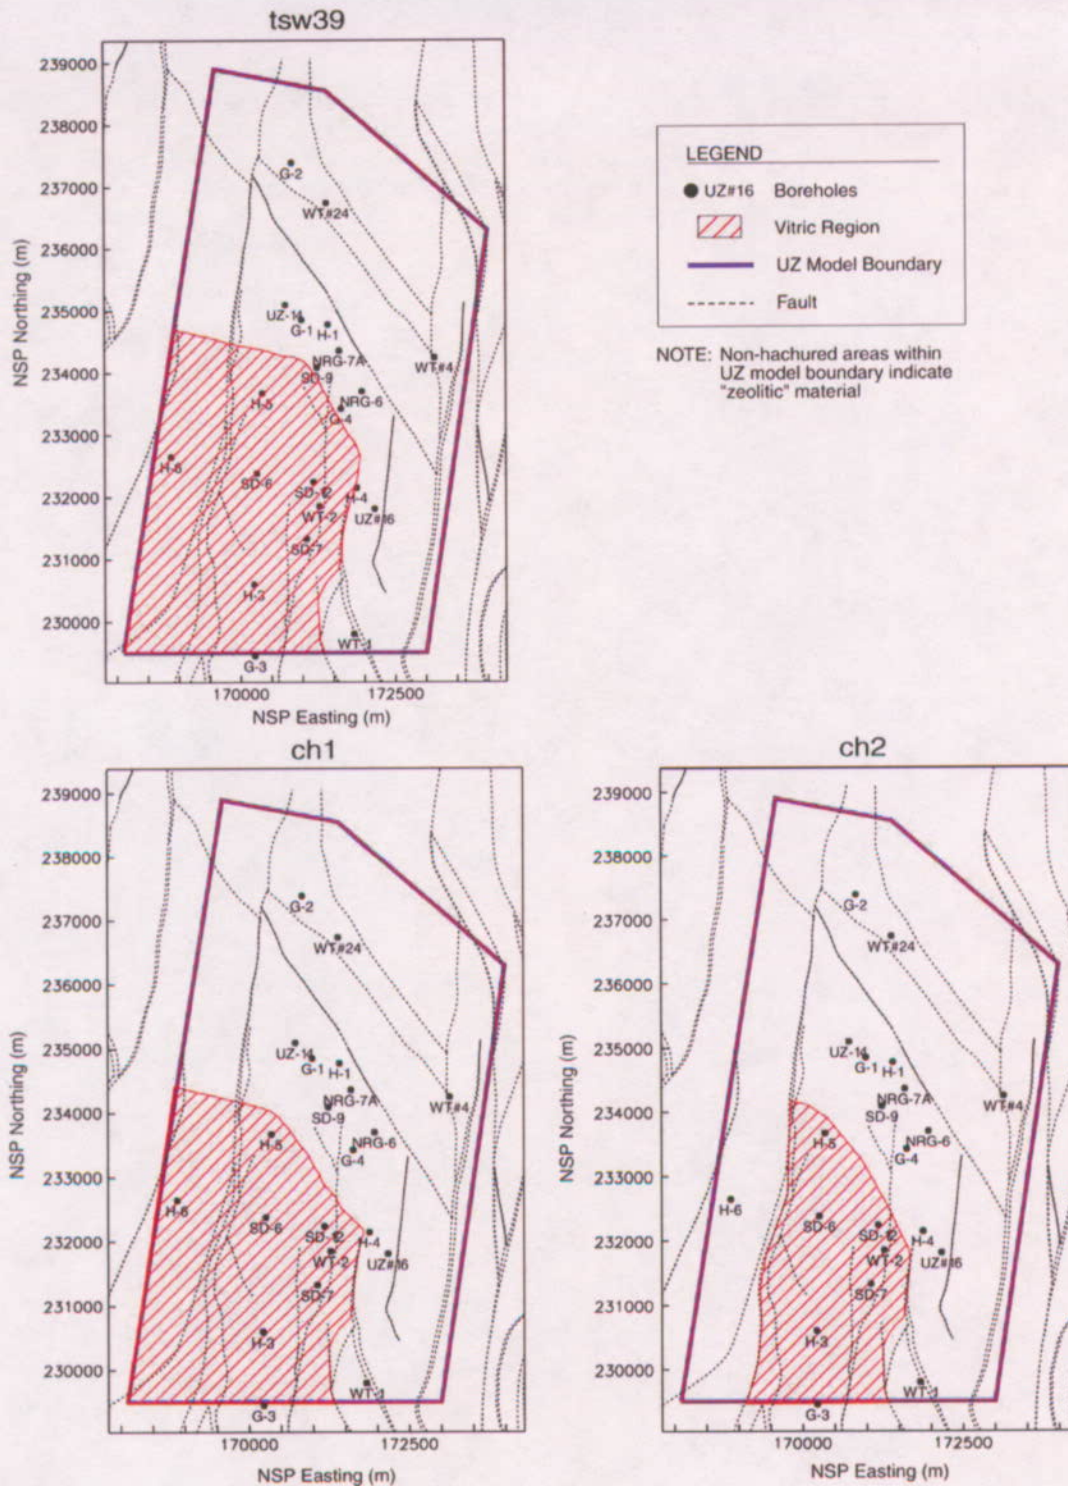 tsw39
239000
238000
237000
236000
235000
234000
233000
232000
231000
230000
NSP Northing (m)
G-2
WT#24
UZ-14
G-1
H-1
NRG-7A
SD-9
WT#4
H-5
NRG-6
G-4
H-6
SD-6
SD-12
H-4
WT-2
UZ#16
SD-7
H-3
WT-1
G-3
170000
172500
NSP Easting (m)
LEGEND
UZ#16 Boreholes
Vitric Region
UZ Model Boundary
Fault
NOTE: Non-hachured areas within
UZ model boundary indicate
"zeolitic" material
ch1
239000
238000
237000
236000
235000
234000
233000
232000
231000
230000
NSP Northing (m)
G-2
WT#24
UZ-14
G-1
H-1
NRG-7A
SD-9
WT#4
H-5
NRG-6
G-4
H-6
SD-6
SD-12
H-4
WT-2
UZ#16
SD-7
H-3
WT-1
G-3
170000
172500
NSP Easting (m)
ch2
239000
238000
237000
236000
235000
234000
233000
232000
231000
230000
NSP Northing (m)
G-2
WT#24
UZ-14
G-1
H-1
NRG-7A
SD-9
WT#4
H-5
NRG-6
G-4
H-6
SD-6
SD-12
H-4
WT-2
UZ#16
SD-7
H-3
WT-1
G-3
170000
172500
NSP Easting (m)